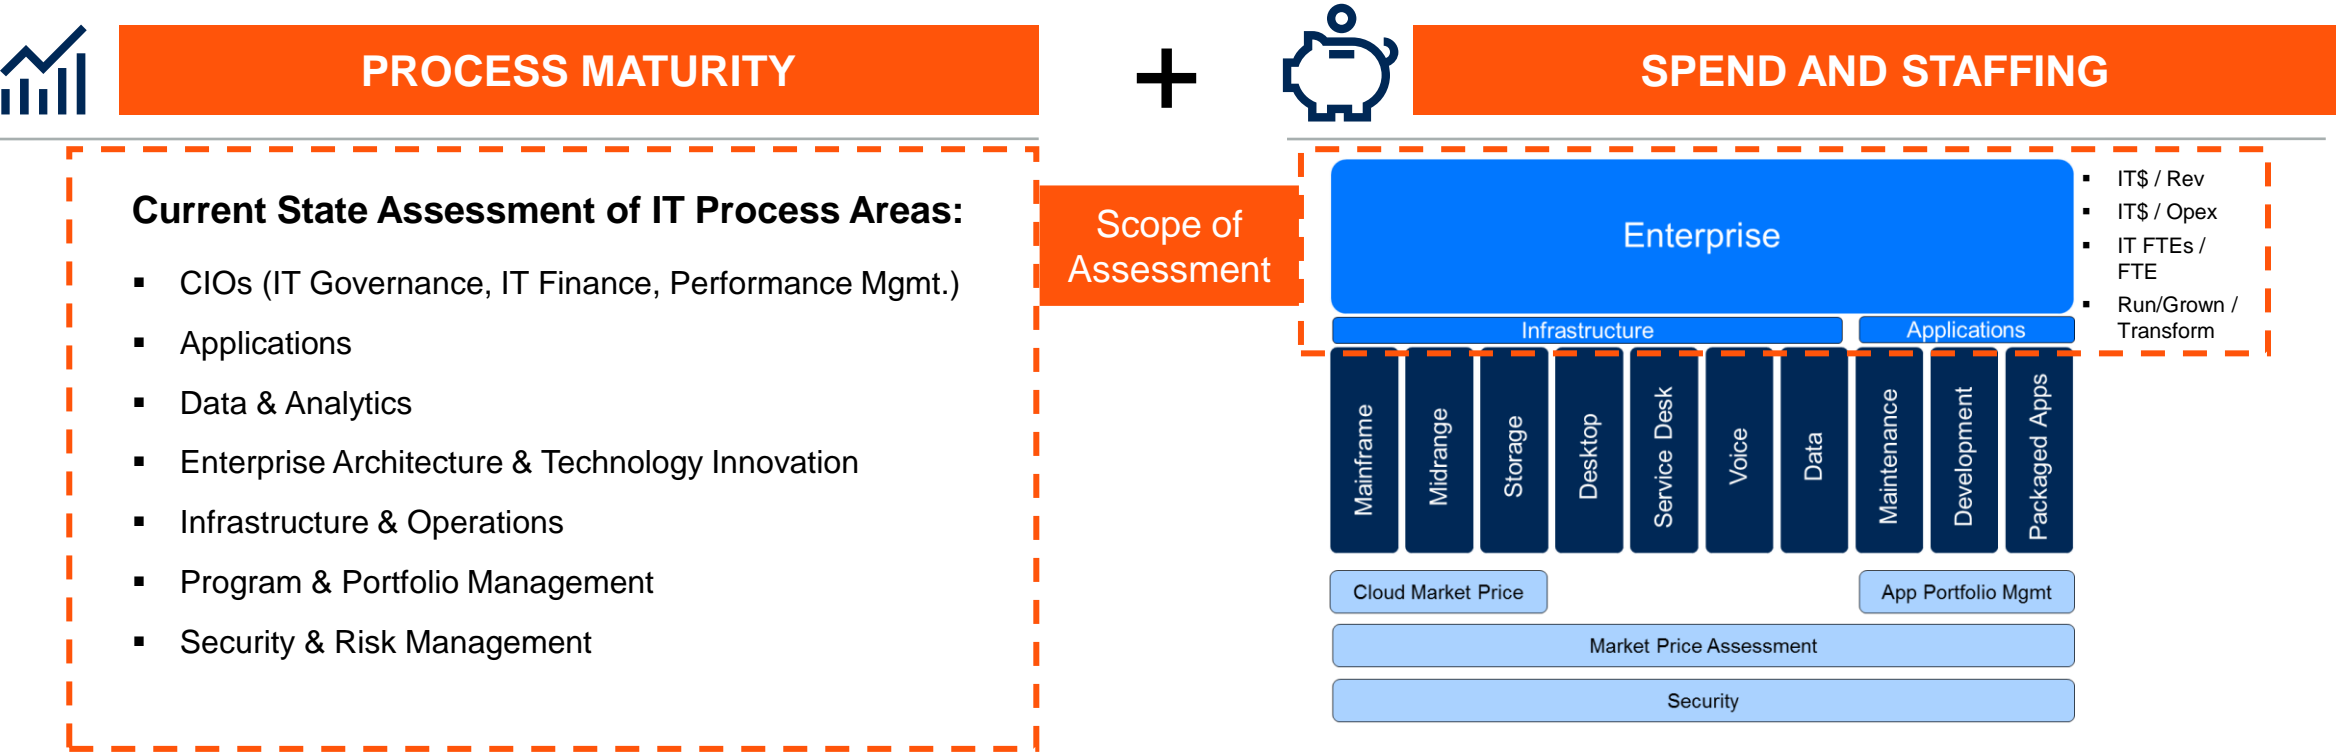 PROCESS MATURITY
+
SPEND AND STAFFING
Current State Assessment of IT Process Areas:
▪ CIOs (IT Governance, IT Finance, Performance Mgmt.)
▪ Applications
▪ Data & Analytics
▪ Enterprise Architecture & Technology Innovation
▪ Infrastructure & Operations
▪ Program & Portfolio Management
▪ Security & Risk Management
Scope of
Assessment
Enterprise
▪ IT$ / Rev
▪ IT$ / Opex
▪ IT FTEs /
FTE
▪ Run/Grown /
Transform
Infrastructure
Applications
Mainframe
Midrange
Storage
Desktop
Service Desk
Voice
Data
Maintenance
Development
Packaged Apps
Cloud Market Price
App Portfolio Mgmt
Market Price Assessment
Security